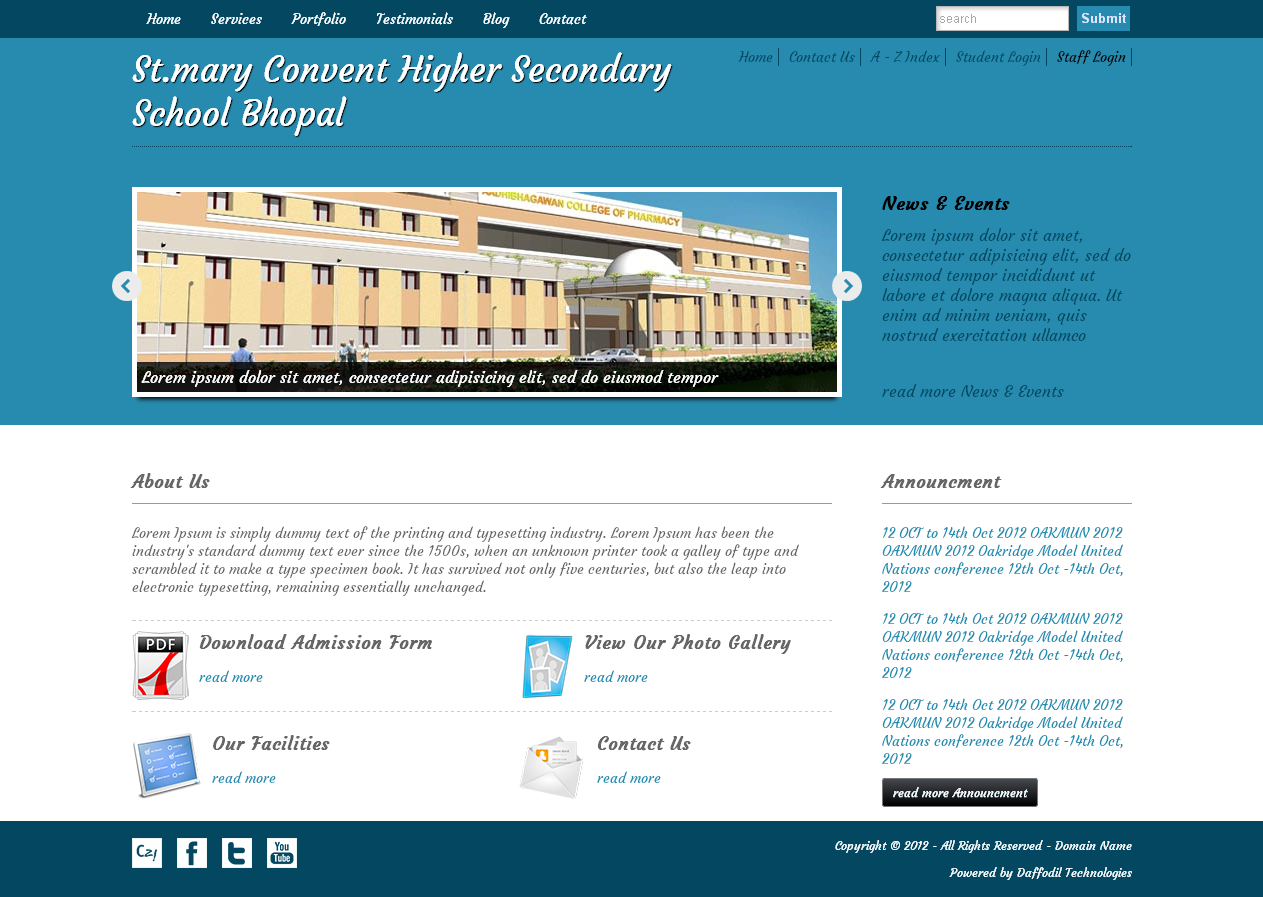 Home Services Portfolio Testimonials Blog Contact
search Submit
Home Contact Us A - Z Index Student Login Staff Login
St.mary Convent Higher Secondary
School Bhopal
AADHIBHAGAWAN COLLEGE OF PHARMACY
Lorem ipsum dolor sit amet, consectetur adipisicing elit, sed do eiusmod tempor
News & Events
Lorem ipsum dolor sit amet,
consectetur adipisicing elit, sed do
eiusmod tempor incididunt ut
labore et dolore magna aliqua. Ut
enim ad minim veniam, quis
nostrud exercitation ullamco
read more News & Events
About Us
Lorem Ipsum is simply dummy text of the printing and typesetting industry. Lorem Ipsum has been the
industry's standard dummy text ever since the 1500s, when an unknown printer took a galley of type and
scrambled it to make a type specimen book. It has survived not only five centuries, but also the leap into
electronic typesetting, remaining essentially unchanged.
PDF
Download Admission Form
read more
View Our Photo Gallery
read more
Our Facilities
read more
Contact Us
read more
Announcment
12 OCT to 14th Oct 2012 OAKMUN 2012
OAKMUN 2012 Oakridge Model United
Nations conference 12th Oct -14th Oct,
2012
12 OCT to 14th Oct 2012 OAKMUN 2012
OAKMUN 2012 Oakridge Model United
Nations conference 12th Oct -14th Oct,
2012
12 OCT to 14th Oct 2012 OAKMUN 2012
OAKMUN 2012 Oakridge Model United
Nations conference 12th Oct -14th Oct,
2012
read more Announcment
You
Tube
Copyright © 2012 - All Rights Reserved - Domain Name
Powered by Daffodil Technologies